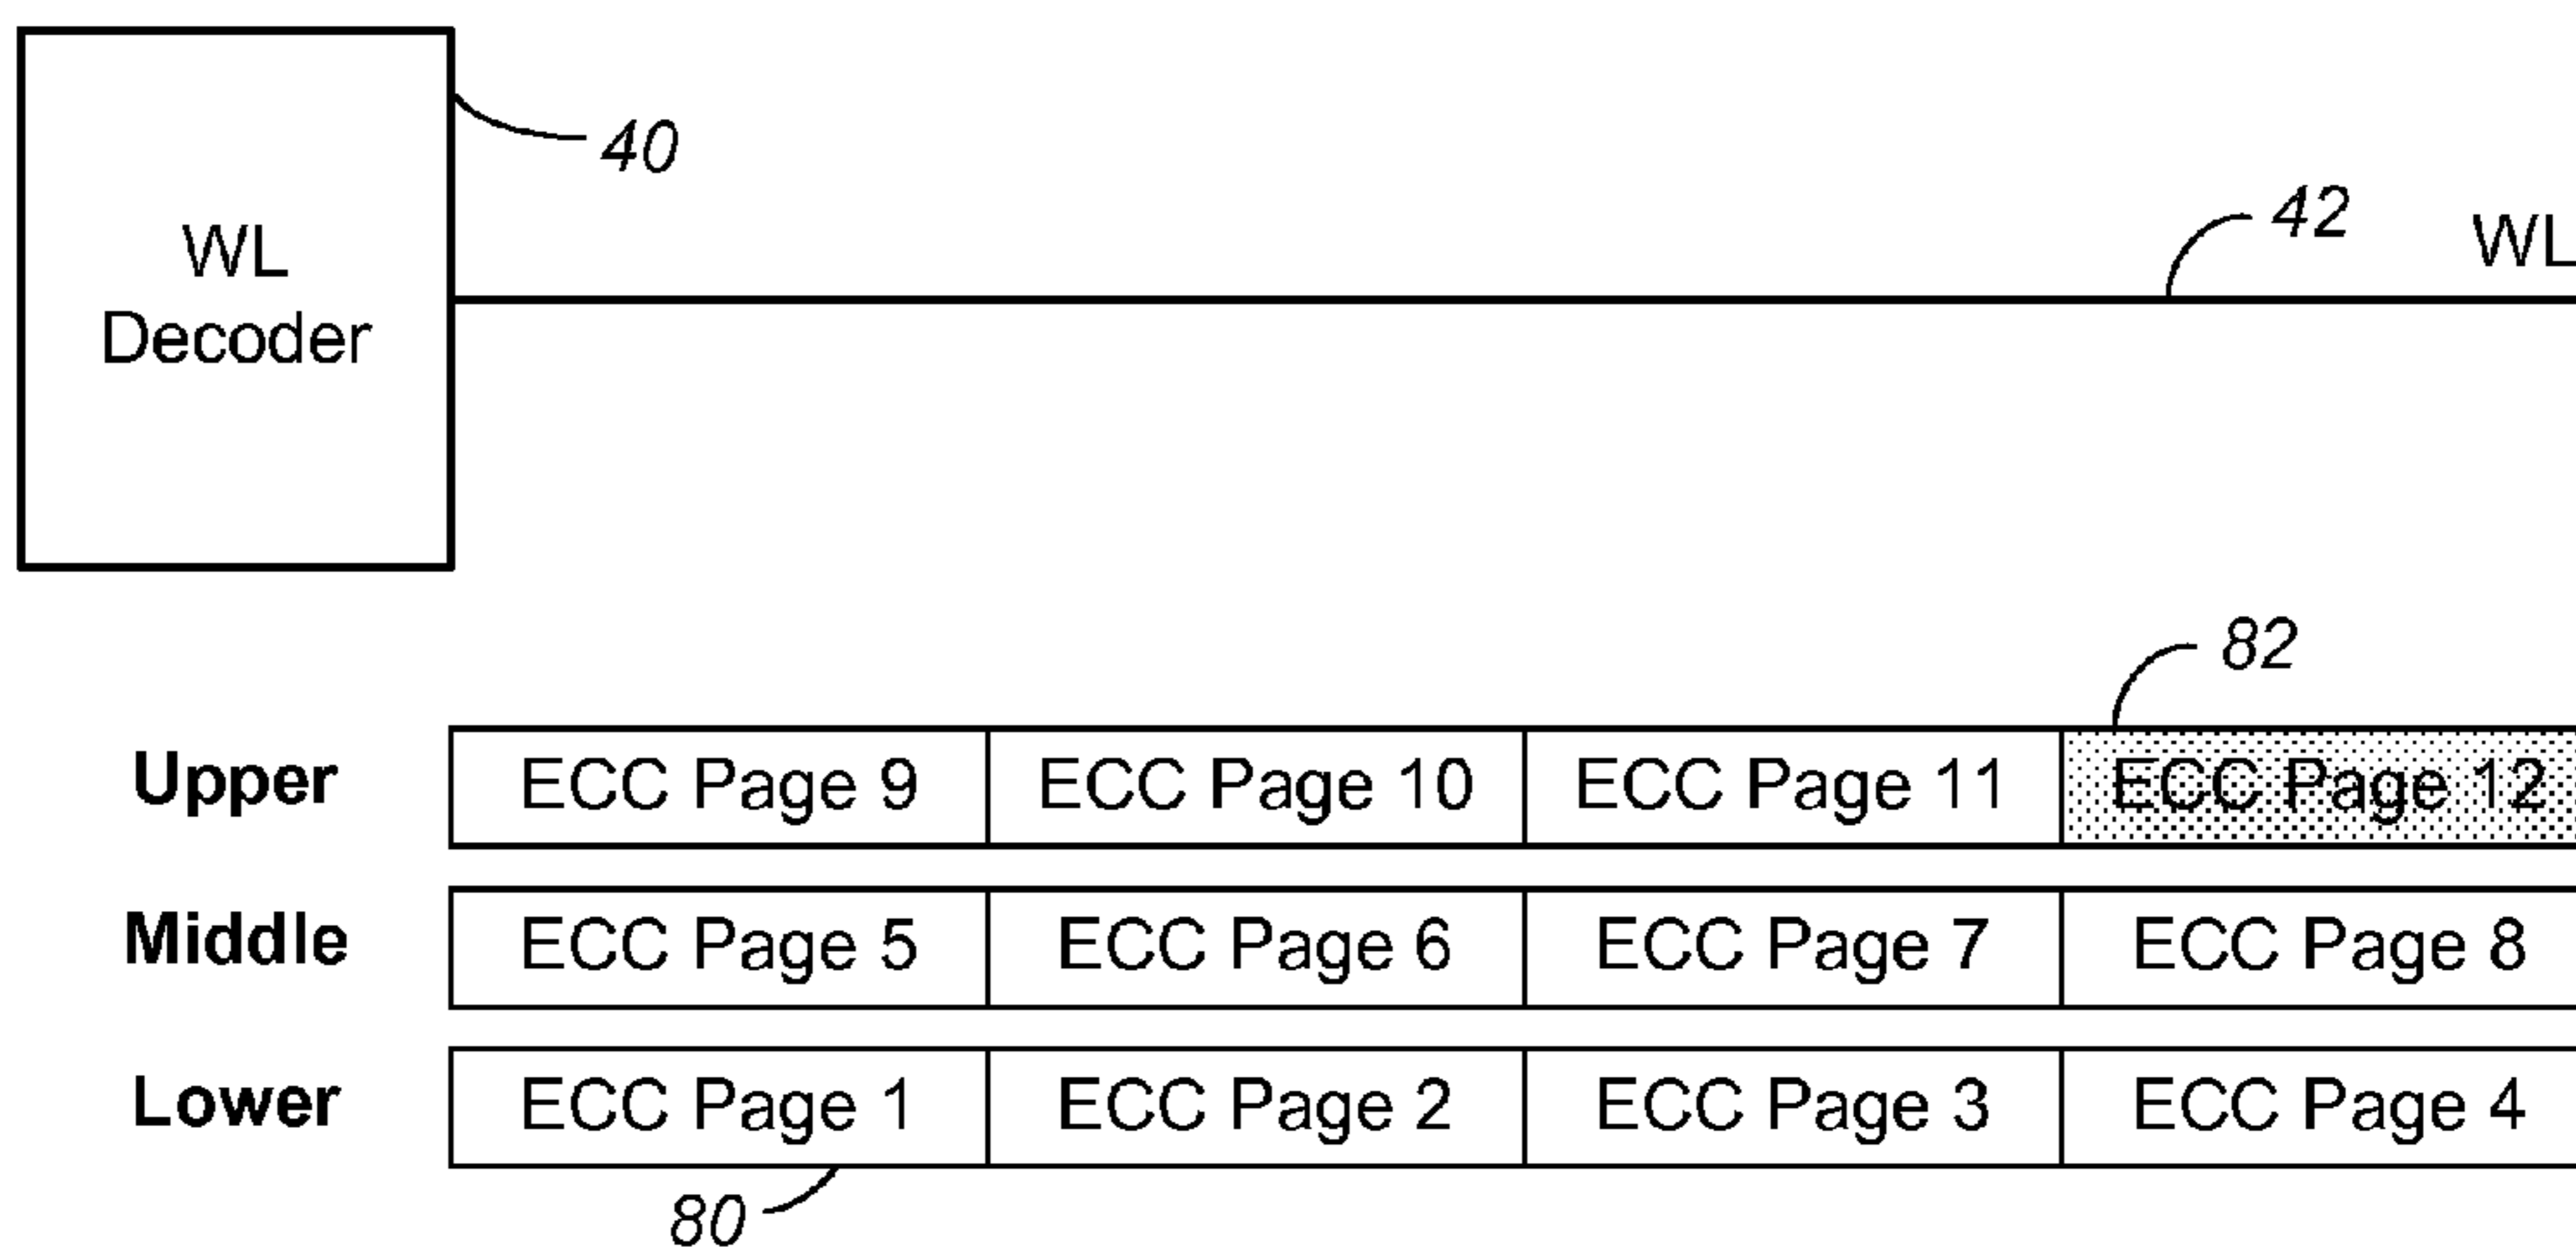 40
42
WL
WL
Decoder
82
Upper ECC Page 9 ECC Page 10 ECC Page 11 ECC Page 12
Middle ECC Page 5 ECC Page 6 ECC Page 7 ECC Page 8
Lower ECC Page 1 ECC Page 2 ECC Page 3 ECC Page 4
80